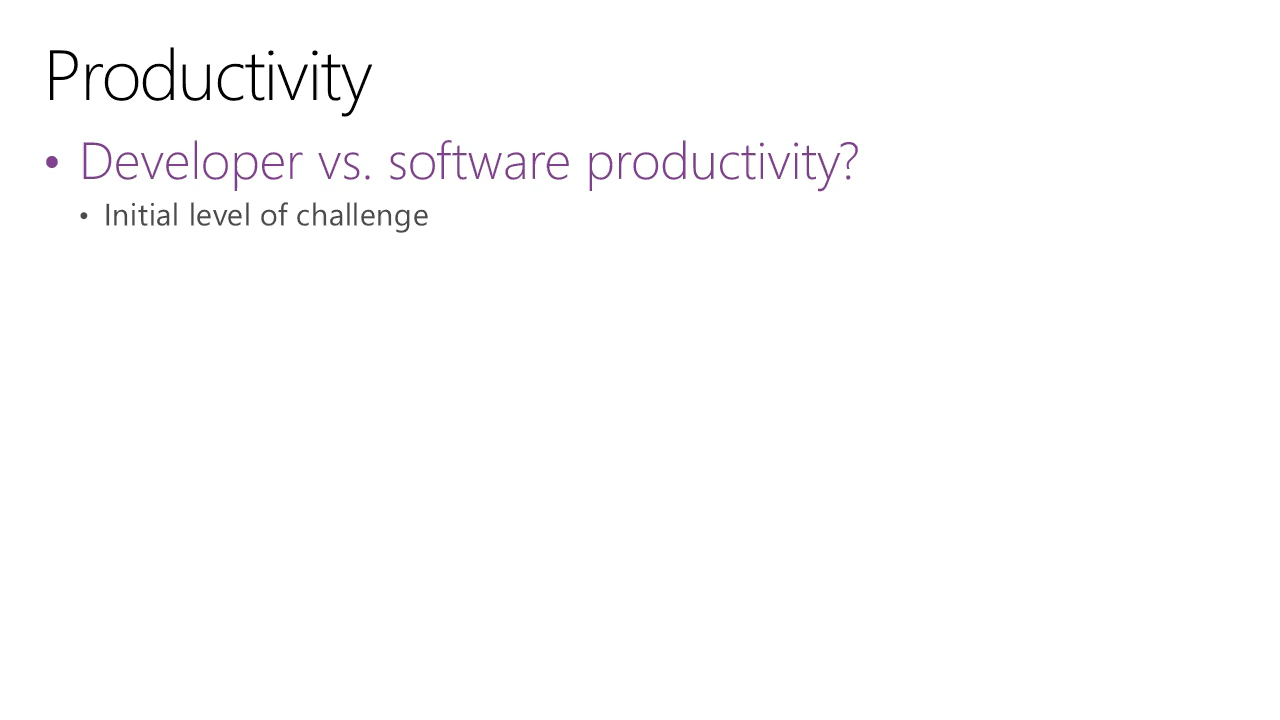 Productivity
• Developer vs. software productivity?
• Initial level of challenge